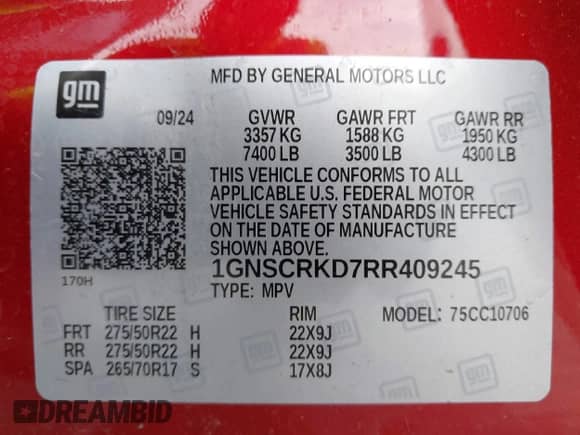 gm
MFD BY GENERAL MOTORS LLC
09/24 GVWR GAWR FRT GAWR RR
3357 KG 1588 KG 1950 KG
7400 LB 3500 LB 4300 LB
THIS VEHICLE CONFORMS TO ALL
APPLICABLE U.S. FEDERAL MOTOR
VEHICLE SAFETY STANDARDS IN EFFECT
ON THE DATE OF MANUFACTURE
SHOWN ABOVE.
170H
1GNSCRKD7RR409245
TYPE: MPV
TIRE SIZE RIM MODEL: 75CC10706
FRT 275/50R22 H 22X9J
RR 275/50R22 H 22X9J
SPA 265/70R17 S 17X8J
DREAMBID